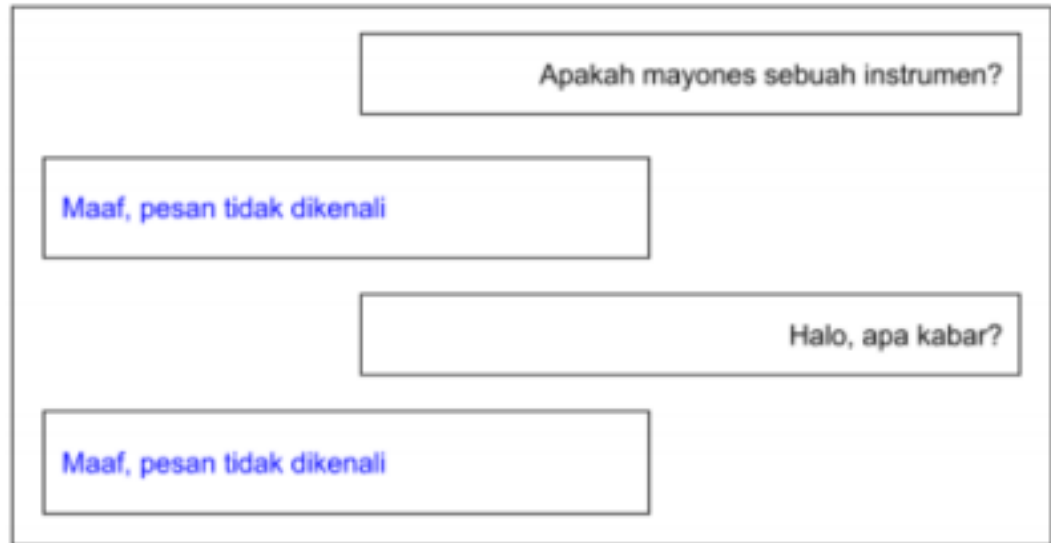 Apakah mayones sebuah instrumen?
Maaf, pesan tidak dikenali
Halo, apa kabar?
Maaf, pesan tidak dikenali